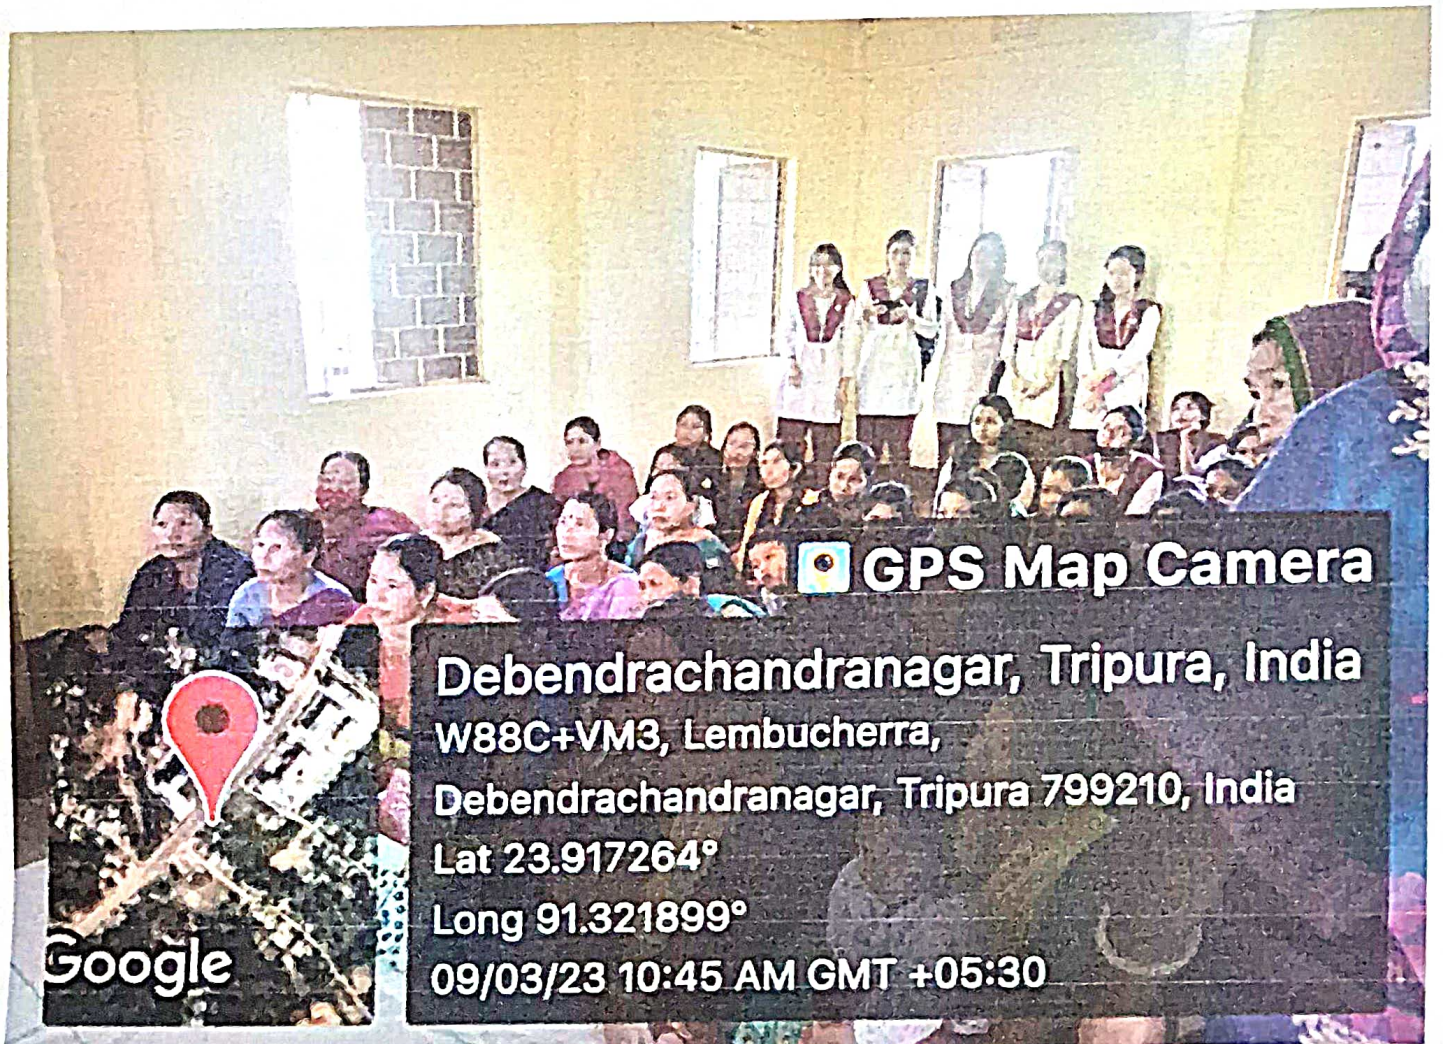 GPS Map Camera
Debendrachandranagar, Tripura, India
W88C+VM3, Lembucherra,
Debendrachandranagar, Tripura 799210, India
Lat 23.917264°
Long 91.321899°
09/03/23 10:45 AM GMT +05:30
Google